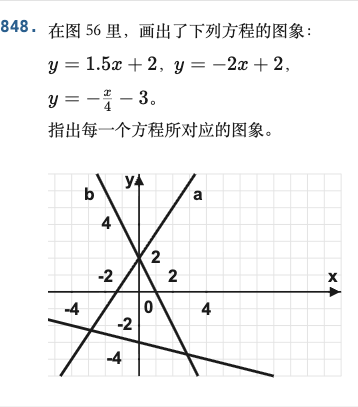 848. 在图 56 里，画出了下列方程的图象：
y = 1.5x + 2, y = −2x + 2,
y = −x/4 − 3。
指出每一个方程所对应的图象。
y
b a
4
2
-2 2
x
-4 0 4
-2
-4